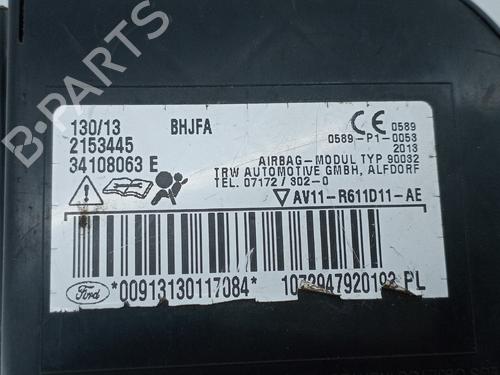 B-PARTS
130/13 BHJFA
2153445
34108063 E
0589
0589-P1-0053
2013
AIRBAG-MODUL TYP 90032
TRW AUTOMOTIVE GMBH, ALFDORF
TEL. 07172 / 302-0
AV11-R611D11-AE
Ford *00913130117084* 1079947920192 PL